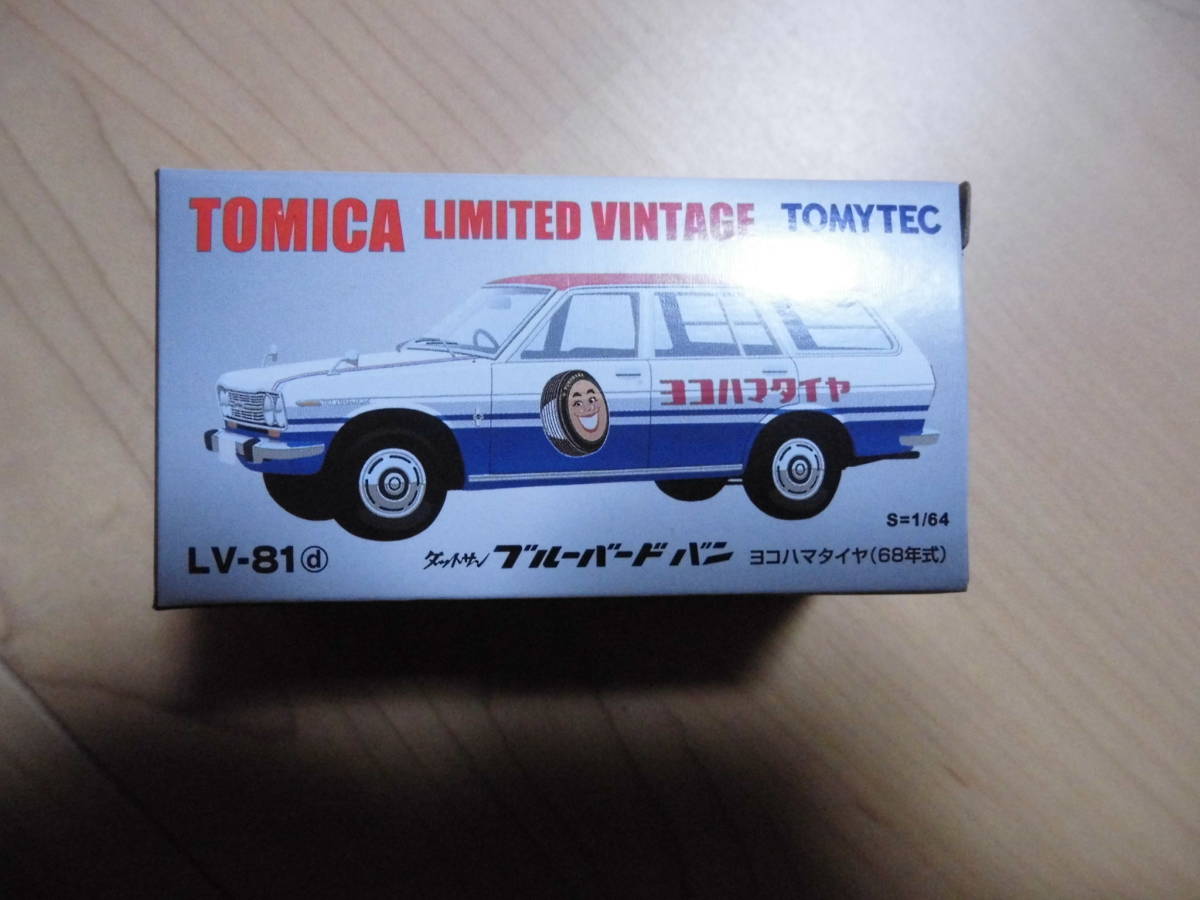 TOMICA LIMITED VINTAGE TOMYTEC
ヨコハマタイヤ
S=1/64
LV-81ⓓ ダットサン ブルーバード バン ヨコハマタイヤ(68年式)